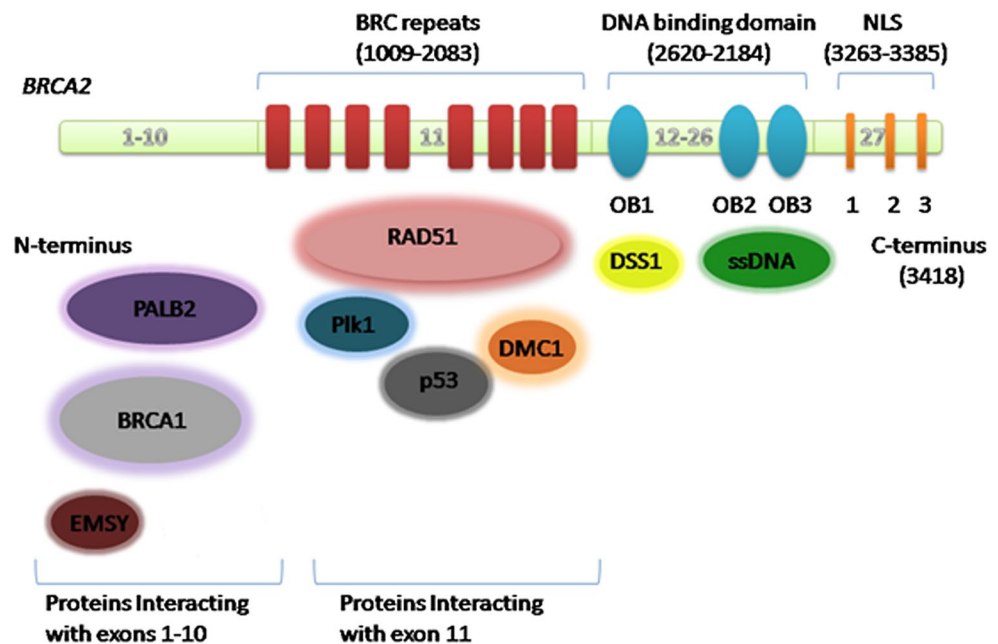 BRC repeats
(1009-2083)
DNA binding domain
(2620-2184)
NLS
(3263-3385)
BRCA2
1-10
11
12-26
27
OB1
OB2
OB3
1
2
3
N-terminus
C-terminus
(3418)
RAD51
DSS1
ssDNA
PALB2
Plk1
DMC1
p53
BRCA1
EMSY
Proteins Interacting
with exons 1-10
Proteins Interacting
with exon 11